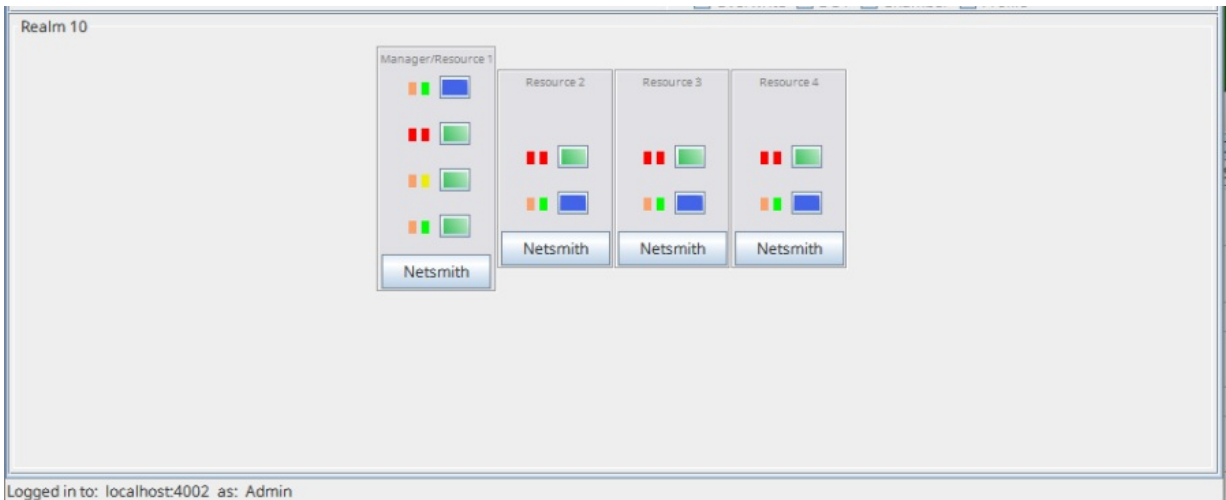 Realm 10
Manager/Resource 1
Resource 2
Resource 3
Resource 4
Netsmith
Netsmith
Netsmith
Netsmith
Logged in to: localhost:4002 as: Admin